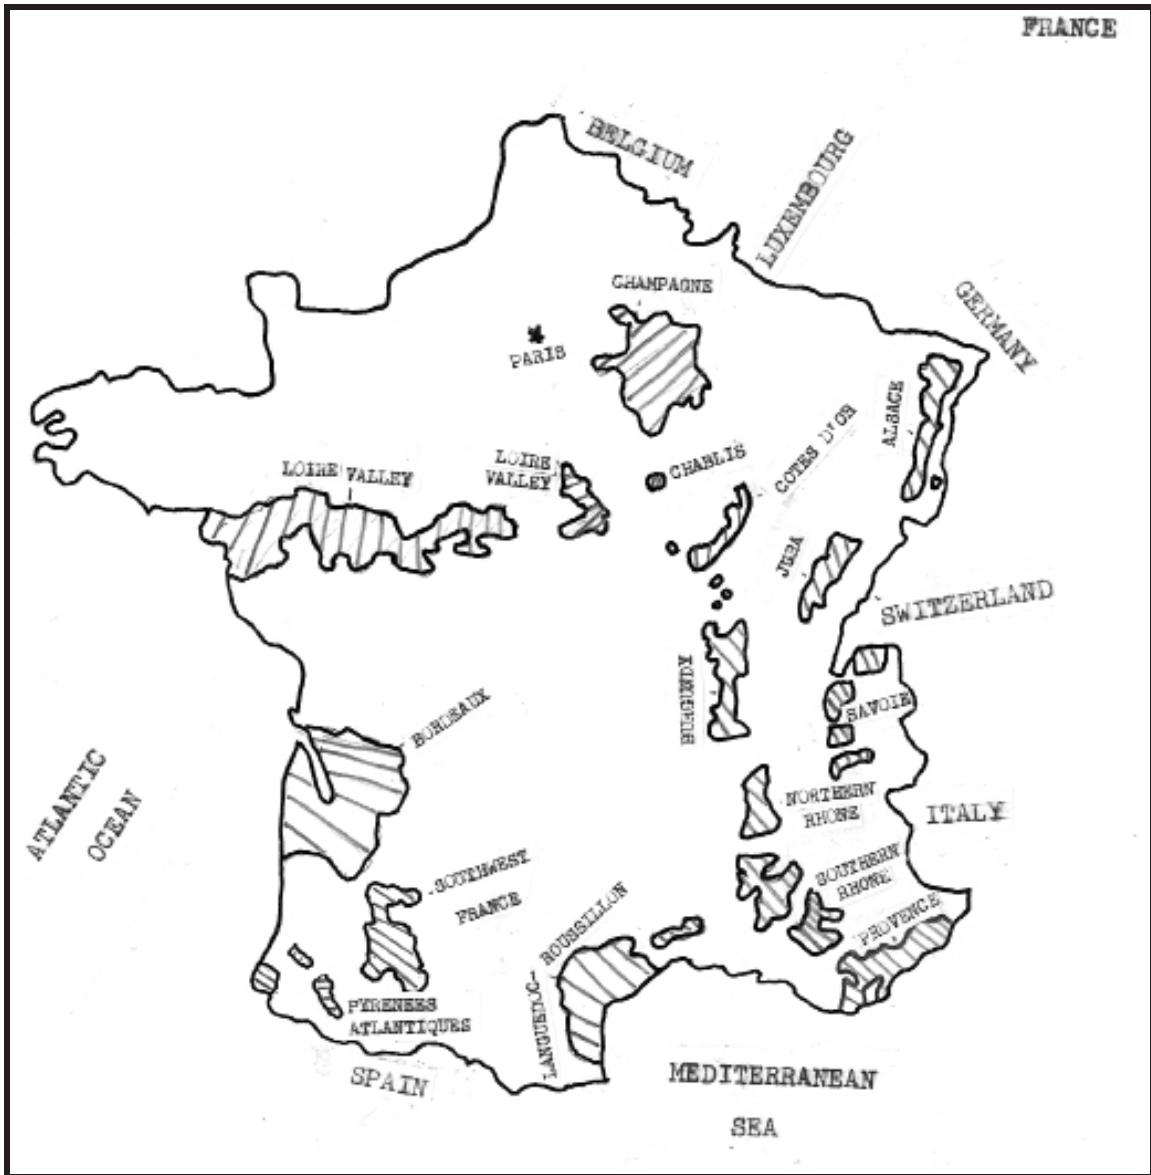 FRANCE
BELGIUM
LUXEMBOURG
CHAMPAGNE
GERMANY
PARIS
ALSACE
COTES D'OR
CHABLIS
LOIRE VALLEY
LOIRE
VALLEY
JURA
SWITZERLAND
BURGUNDY
SAVOIE
BORDEAUX
ATLANTIC
OCEAN
NORTHERN
RHONE
ITALY
SOUTHERN
RHONE
SOUTHWEST
FRANCE
PROVENCE
LANGUEDOC-
ROUSSILLON
PYRENEES
ATLANTIQUES
SPAIN
MEDITERRANEAN
SEA